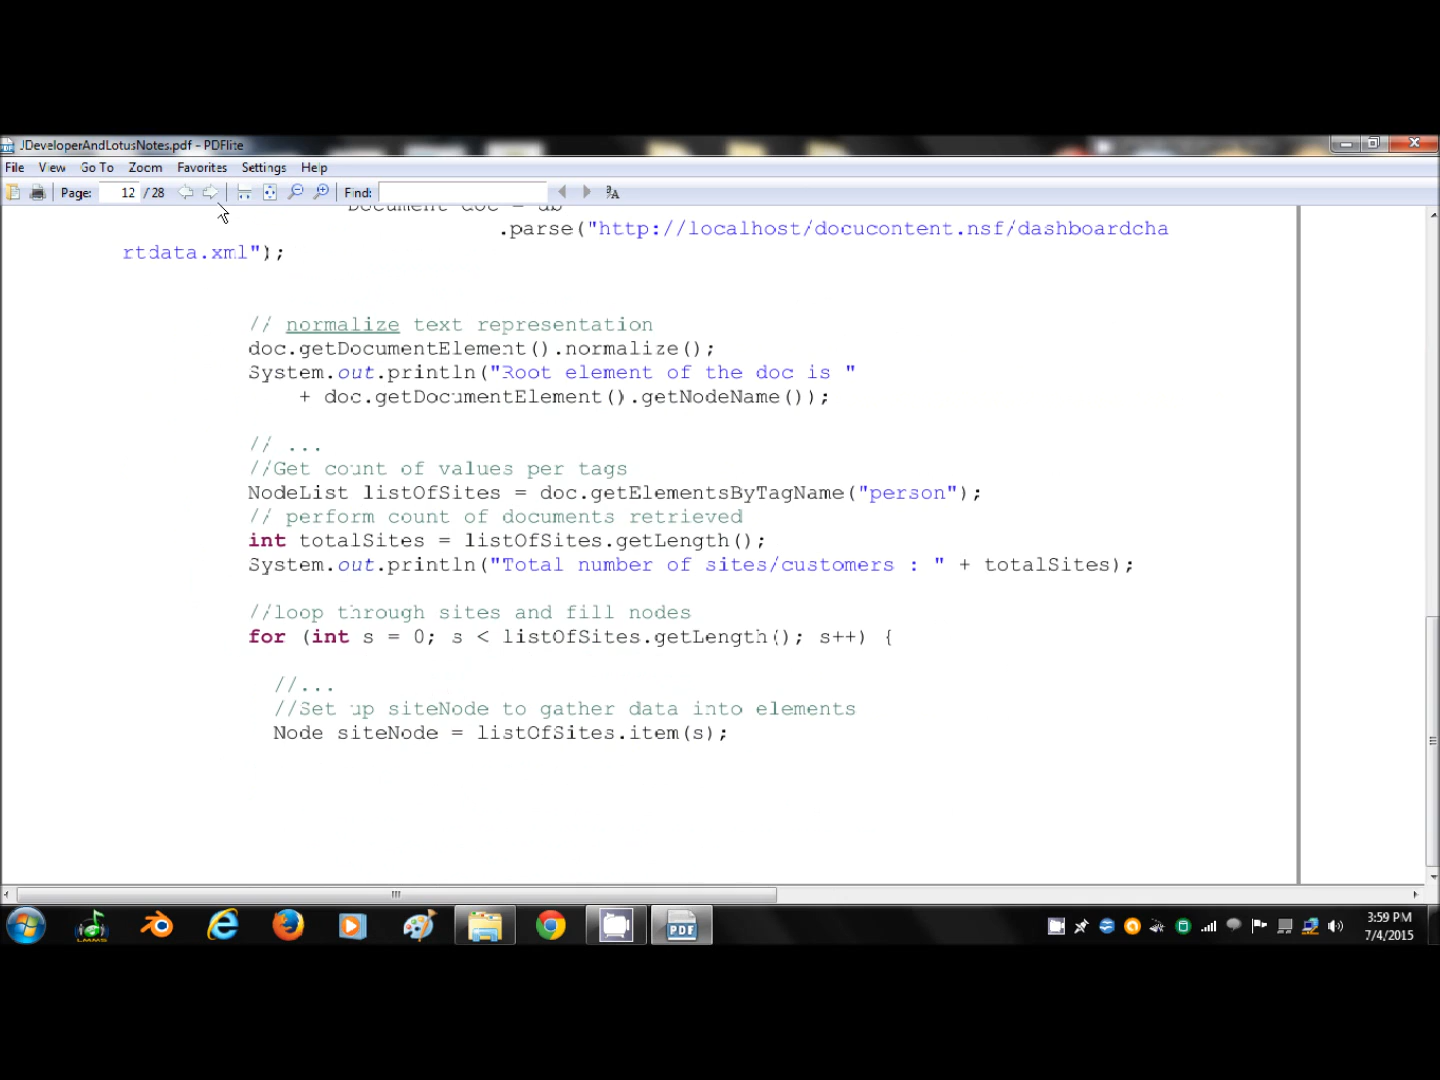 JDeveloperAndLotusNotes.pdf - PDFlite
File View Go To Zoom Favorites Settings Help
Page: 12 / 28 Find:
Document doc = db
.parse("http://localhost/docucontent.nsf/dashboardcha
rtdata.xml");
// normalize text representation
doc.getDocumentElement().normalize();
System.out.println("Root element of the doc is "
+ doc.getDocumentElement().getNodeName());
// ...
//Get count of values per tags
NodeList listOfSites = doc.getElementsByTagName("person");
// perform count of documents retrieved
int totalSites = listOfSites.getLength();
System.out.println("Total number of sites/customers : " + totalSites);
//loop through sites and fill nodes
for (int s = 0; s < listOfSites.getLength(); s++) {
//...
//Set up siteNode to gather data into elements
Node siteNode = listOfSites.item(s);
LMMS
PDF
3:59 PM
7/4/2015